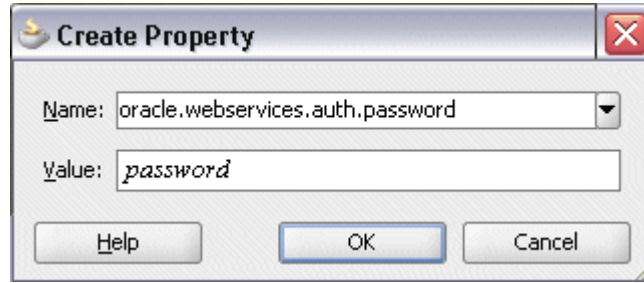 Create Property
Name: oracle.webservices.auth.password
Value: password
Help OK Cancel